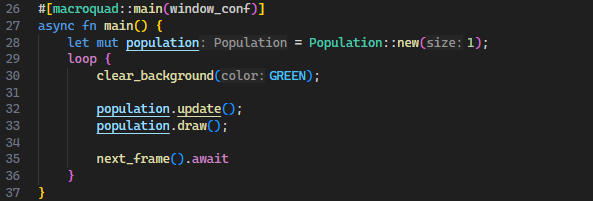 26 #[macroquad::main(window_conf)]
27 async fn main() {
28     let mut population: Population = Population::new(size: 1);
29     loop {
30         clear_background(color: GREEN);
31
32         population.update();
33         population.draw();
34
35         next_frame().await
36     }
37 }